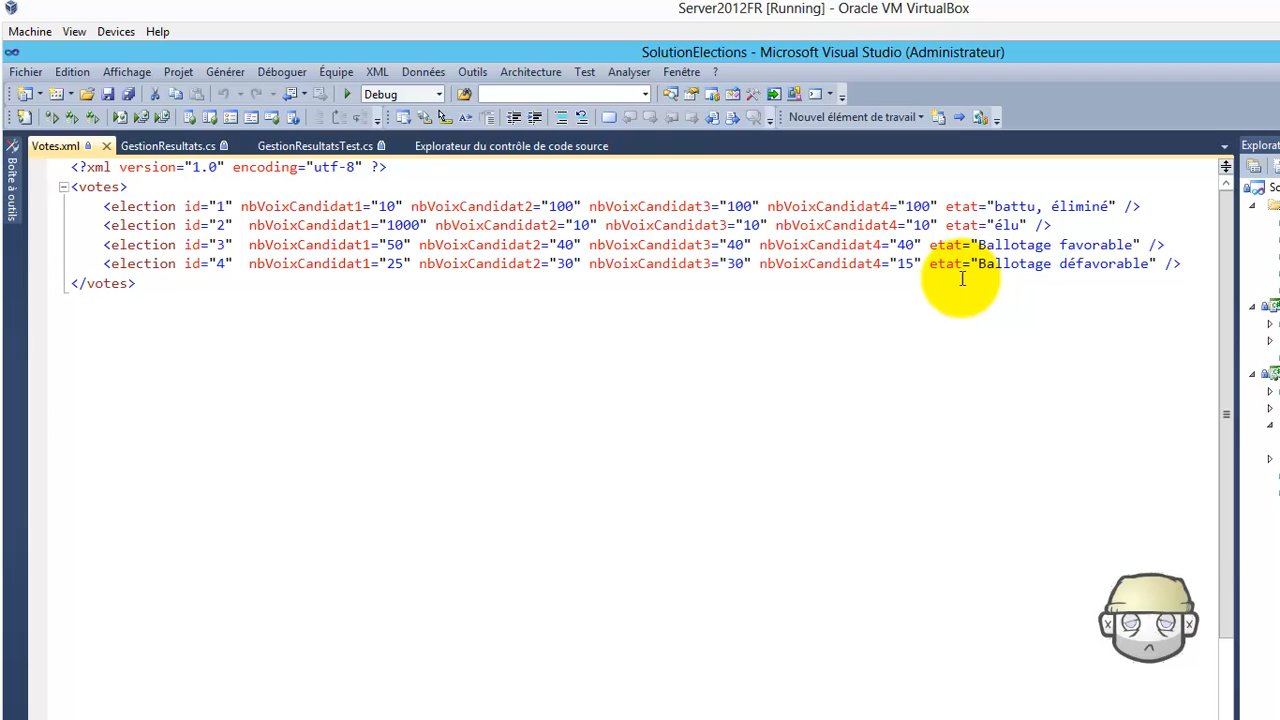 Server2012FR [Running] - Oracle VM VirtualBox
Machine View Devices Help
SolutionElections - Microsoft Visual Studio (Administrateur)
Fichier Edition Affichage Projet Générer Déboguer Équipe XML Données Outils Architecture Test Analyser Fenêtre ?
Debug
Nouvel élément de travail
Votes.xml GestionResultats.cs GestionResultatsTest.cs Explorateur du contrôle de code source
Explorat
Boîte à outils
So
<?xml version="1.0" encoding="utf-8" ?>
<votes>
<election id="1" nbVoixCandidat1="10" nbVoixCandidat2="100" nbVoixCandidat3="100" nbVoixCandidat4="100" etat="battu, éliminé" />
<election id="2" nbVoixCandidat1="1000" nbVoixCandidat2="10" nbVoixCandidat3="10" nbVoixCandidat4="10" etat="élu" />
<election id="3" nbVoixCandidat1="50" nbVoixCandidat2="40" nbVoixCandidat3="40" nbVoixCandidat4="40" etat="Ballotage favorable" />
<election id="4" nbVoixCandidat1="25" nbVoixCandidat2="30" nbVoixCandidat3="30" nbVoixCandidat4="15" etat="Ballotage défavorable" />
</votes>